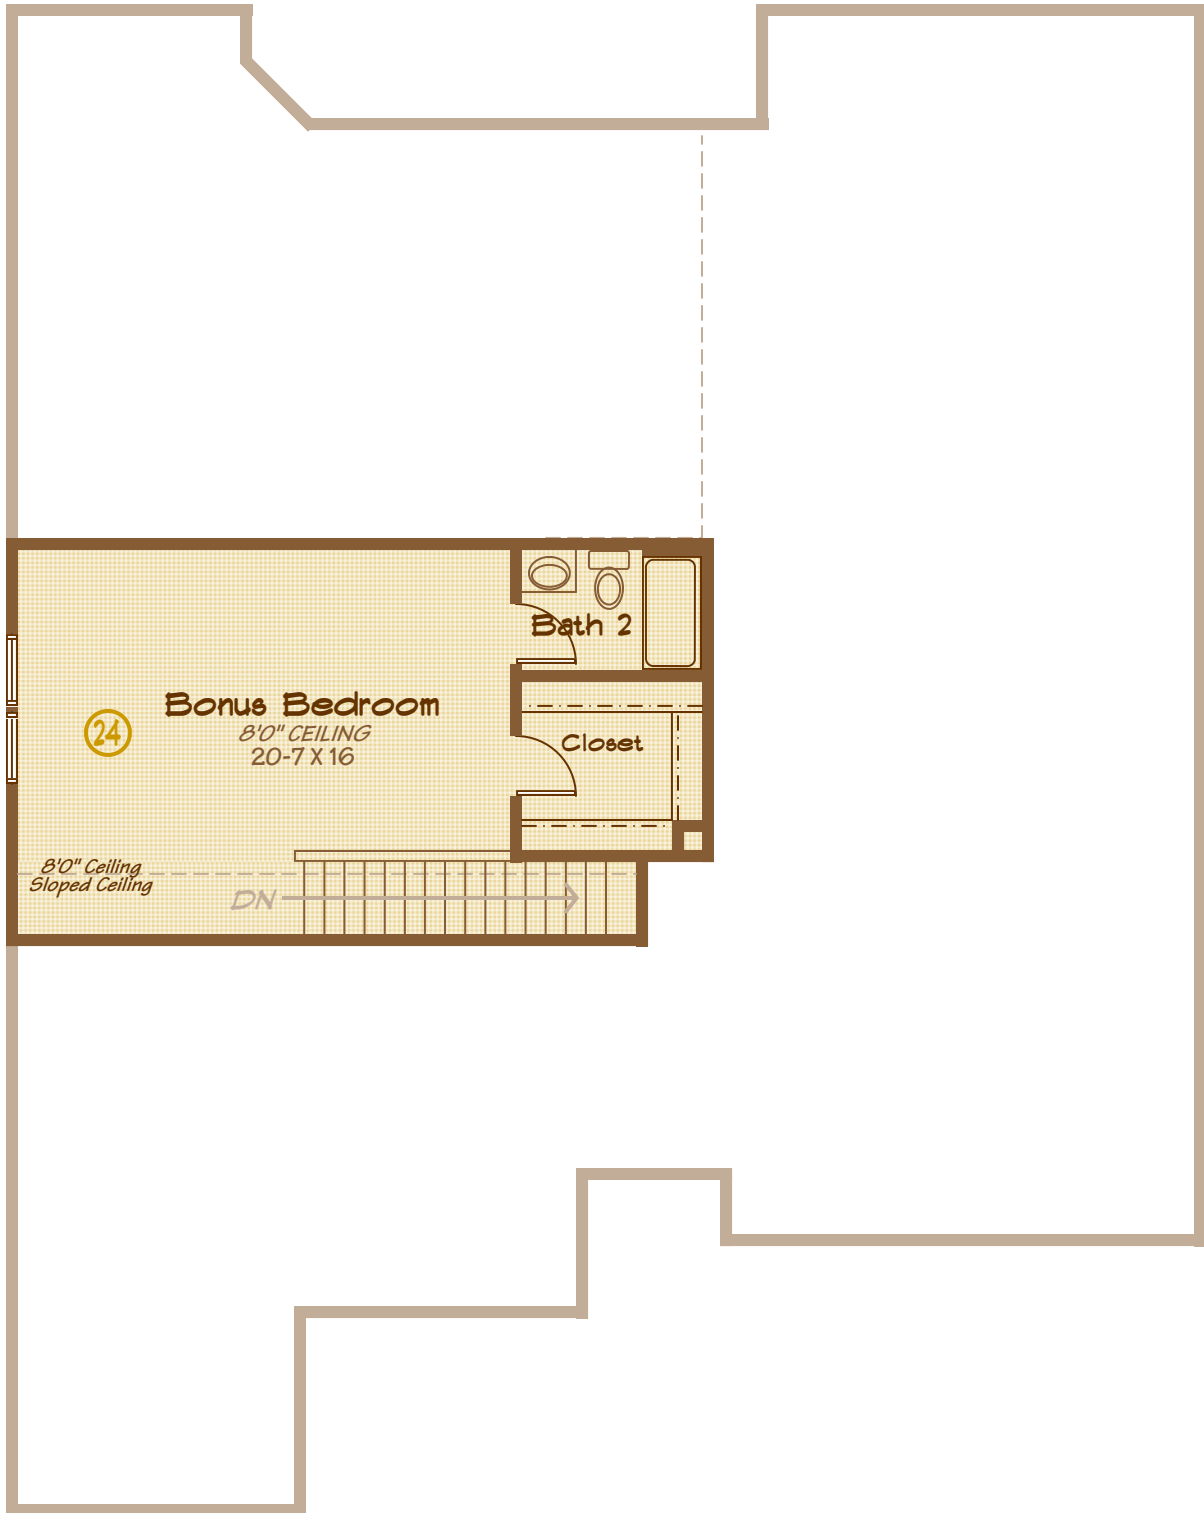 Bath 2
Bonus Bedroom
8'0" CEILING
20-7 X 16
24
Closet
8'0" Ceiling
Sloped Ceiling
DN